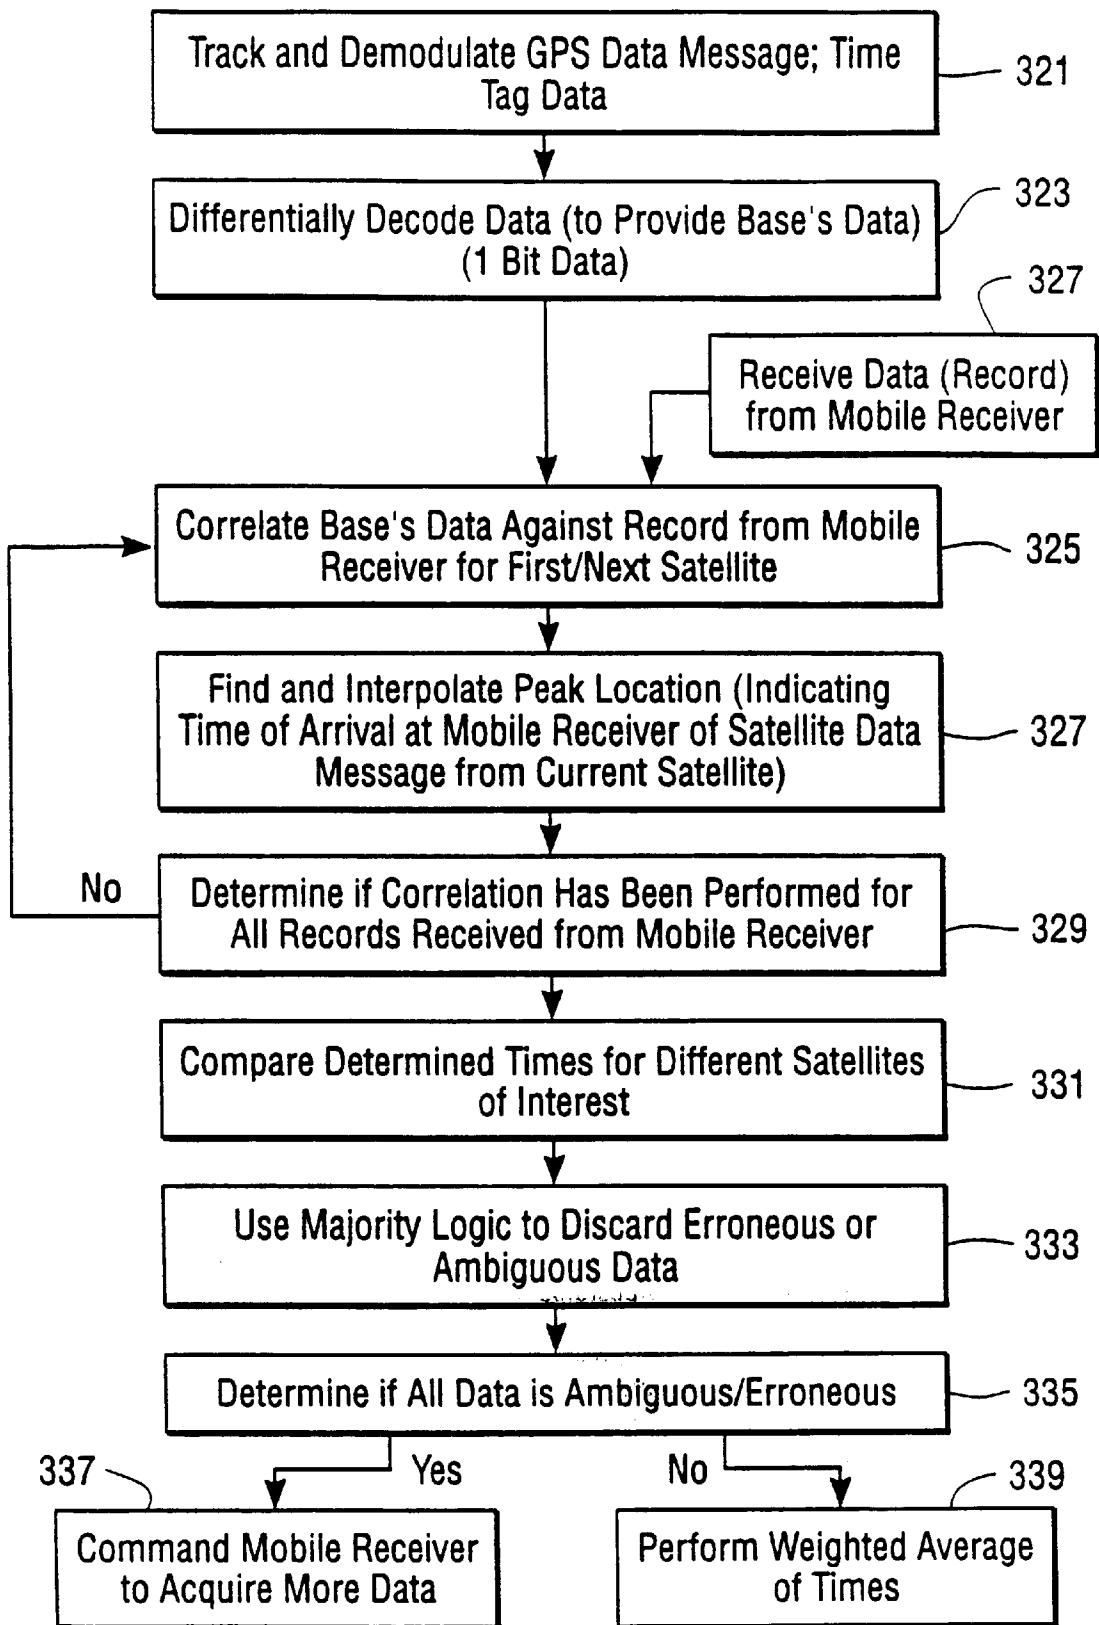 Track and Demodulate GPS Data Message; Time
Tag Data
321
Differentially Decode Data (to Provide Base's Data)
(1 Bit Data)
323
327
Receive Data (Record)
from Mobile Receiver
Correlate Base's Data Against Record from Mobile
Receiver for First/Next Satellite
325
Find and Interpolate Peak Location (Indicating
Time of Arrival at Mobile Receiver of Satellite Data
Message from Current Satellite)
327
No
Determine if Correlation Has Been Performed for
All Records Received from Mobile Receiver
329
Compare Determined Times for Different Satellites
of Interest
331
Use Majority Logic to Discard Erroneous or
Ambiguous Data
333
Determine if All Data is Ambiguous/Erroneous
335
337
Yes
No
339
Command Mobile Receiver
to Acquire More Data
Perform Weighted Average
of Times